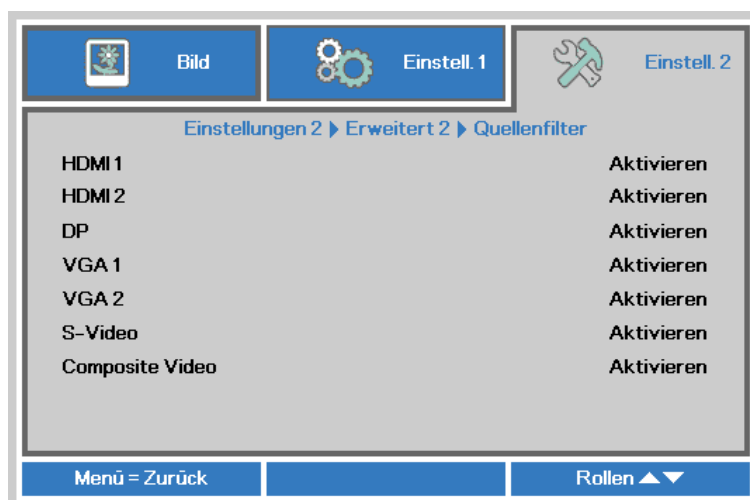 Bild Einstell. 1 Einstell. 2
Einstellungen 2 ▶ Erweitert 2 ▶ Quellenfilter
HDMI 1 Aktivieren
HDMI 2 Aktivieren
DP Aktivieren
VGA 1 Aktivieren
VGA 2 Aktivieren
S-Video Aktivieren
Composite Video Aktivieren
Menü = Zurück Rollen ▲▼